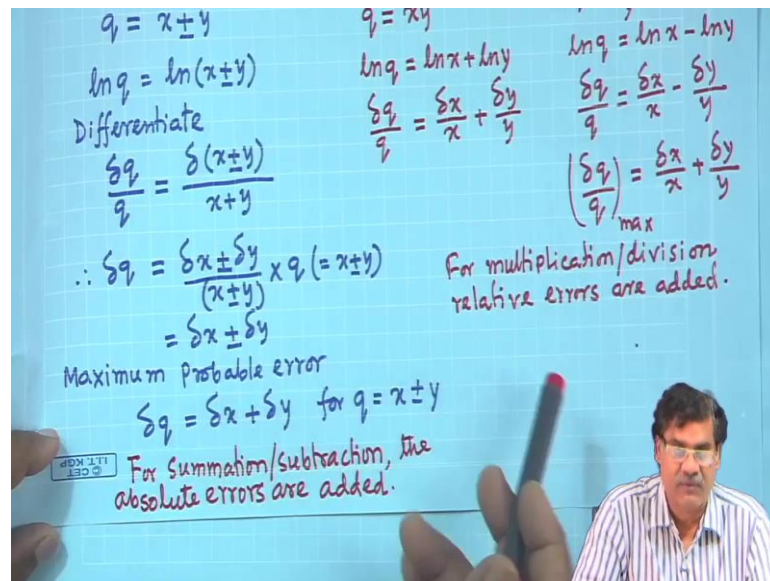 q = x ± y
ln q = ln (x ± y)
Differentiate
δq/q = δ(x ± y)/x + y
∴ δq = δx ± δy/(x ± y) × q (= x ± y)
= δx ± δy
Maximum Probable error
δq = δx + δy for q = x ± y
For summation/subtraction, the
absolute errors are added.
© CET
I.I.T. KGP
q = xy
ln q = ln x + ln y
δq/q = δx/x + δy/y
ln q = ln x − ln y
δq/q = δx/x − δy/y
(δq/q)max = δx/x + δy/y
For multiplication/division,
relative errors are added.